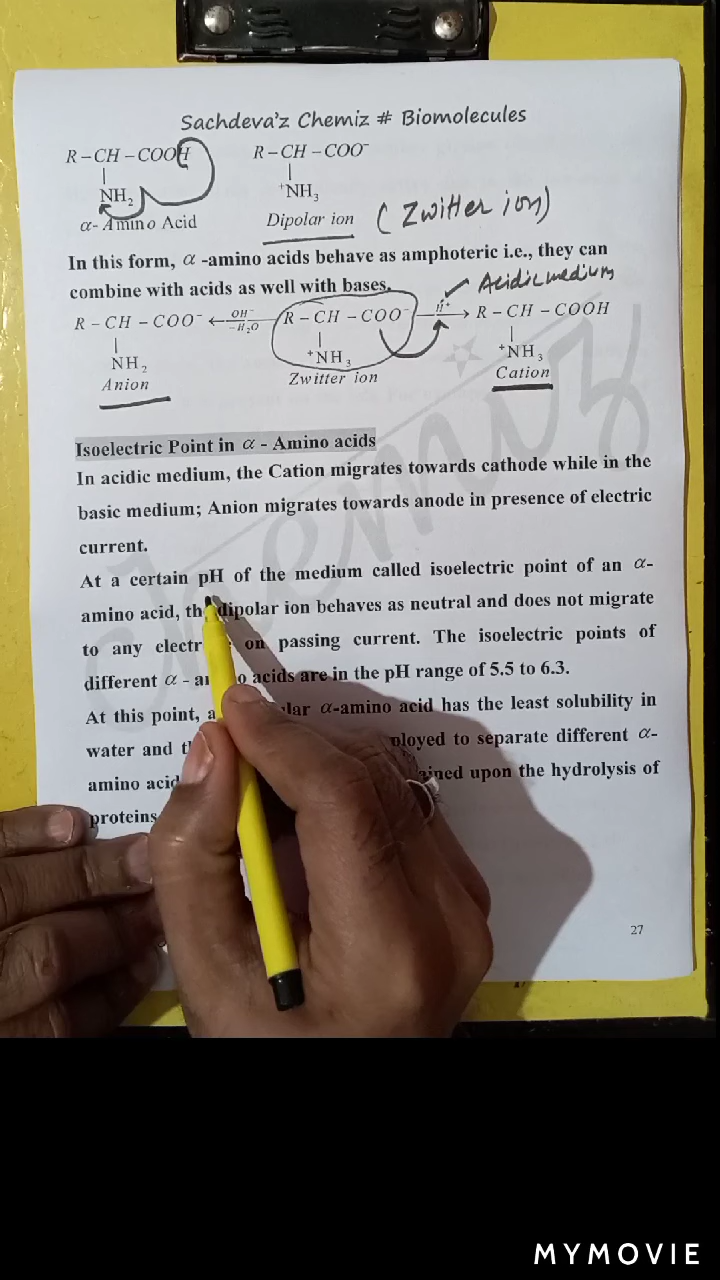 Sachdeva'z Chemiz # Biomolecules
R – CH – COOH R – CH – COO⁻
| |
NH₂ ⁺NH₃
α- Amino Acid Dipolar ion (Zwitter ion)
In this form, α -amino acids behave as amphoteric i.e., they can
combine with acids as well with bases. Acidic medium
R – CH – COO⁻ ←OH⁻ –H₂O R – CH – COO⁻ H⁺→ R – CH – COOH
| | |
NH₂ ⁺NH₃ ⁺NH₃
Anion Zwitter ion Cation
Isoelectric Point in α - Amino acids
In acidic medium, the Cation migrates towards cathode while in the
basic medium; Anion migrates towards anode in presence of electric
current.
At a certain pH of the medium called isoelectric point of an α-
amino acid, the dipolar ion behaves as neutral and does not migrate
to any on passing current. The isoelectric points of
different α - acids are in the pH range of 5.5 to 6.3.
At this point, α-amino acid has the least solubility in
water and to separate different α-
amino upon the hydrolysis of
proteins
Chemiz
27
MYMOVIE